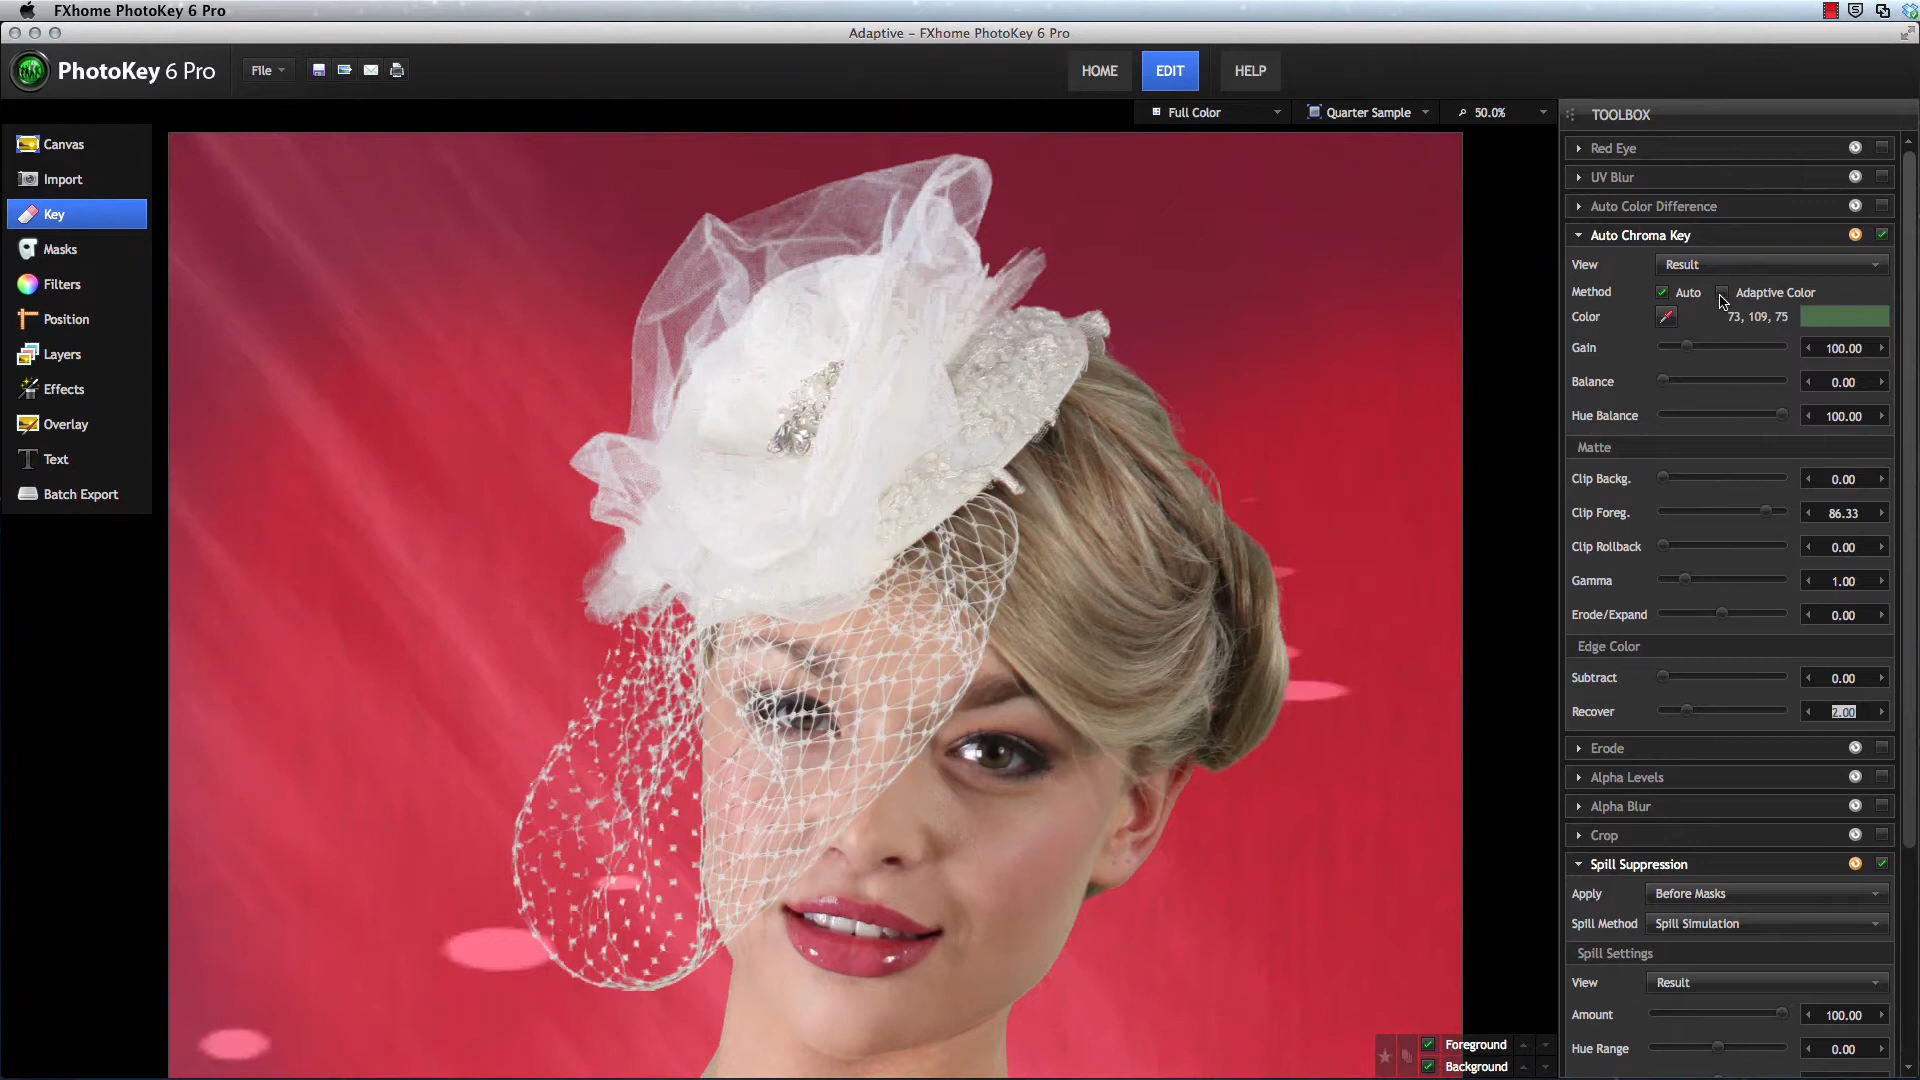 FXhome PhotoKey 6 Pro
Adaptive – FXhome PhotoKey 6 Pro
PhotoKey 6 Pro
File
HOME
EDIT
HELP
Full Color
Quarter Sample
50.0%
Canvas
Import
Key
Masks
Filters
Position
Layers
Effects
Overlay
Text
Batch Export
TOOLBOX
Red Eye
UV Blur
Auto Color Difference
Auto Chroma Key
View Result
Method Auto Adaptive Color
Color 73, 109, 75
Gain 100.00
Balance 0.00
Hue Balance 100.00
Matte
Clip Backg. 0.00
Clip Foreg. 86.33
Clip Rollback 0.00
Gamma 1.00
Erode/Expand 0.00
Edge Color
Subtract 0.00
Recover 2.00
Erode
Alpha Levels
Alpha Blur
Crop
Spill Suppression
Apply Before Masks
Spill Method Spill Simulation
Spill Settings
View Result
Amount 100.00
Hue Range 0.00
Foreground
Background